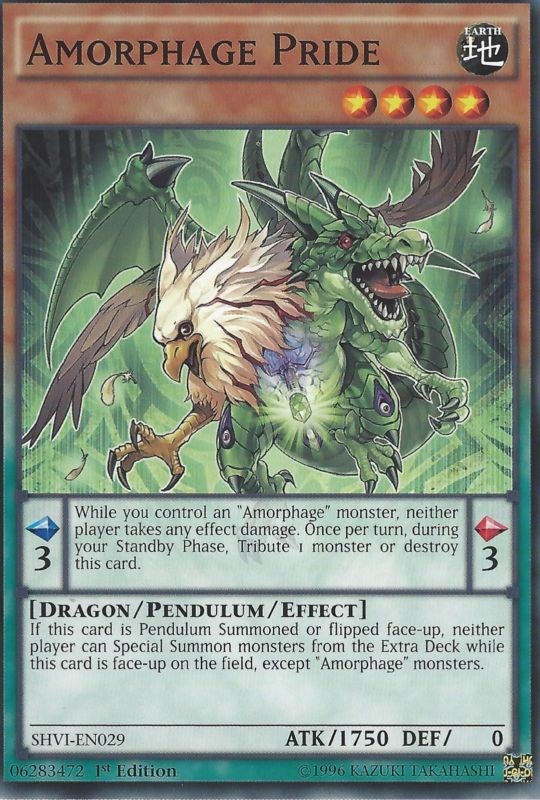 AMORPHAGE PRIDE
EARTH
地
While you control an "Amorphage" monster, neither
player takes any effect damage. Once per turn, during
your Standby Phase, Tribute 1 monster or destroy
this card.
3
3
[DRAGON/PENDULUM/EFFECT]
If this card is Pendulum Summoned or flipped face-up, neither
player can Special Summon monsters from the Extra Deck while
this card is face-up on the field, except "Amorphage" monsters.
SHVI-EN029 ATK/1750 DEF/ 0
06283472 1st Edition ©1996 KAZUKI TAKAHASHI